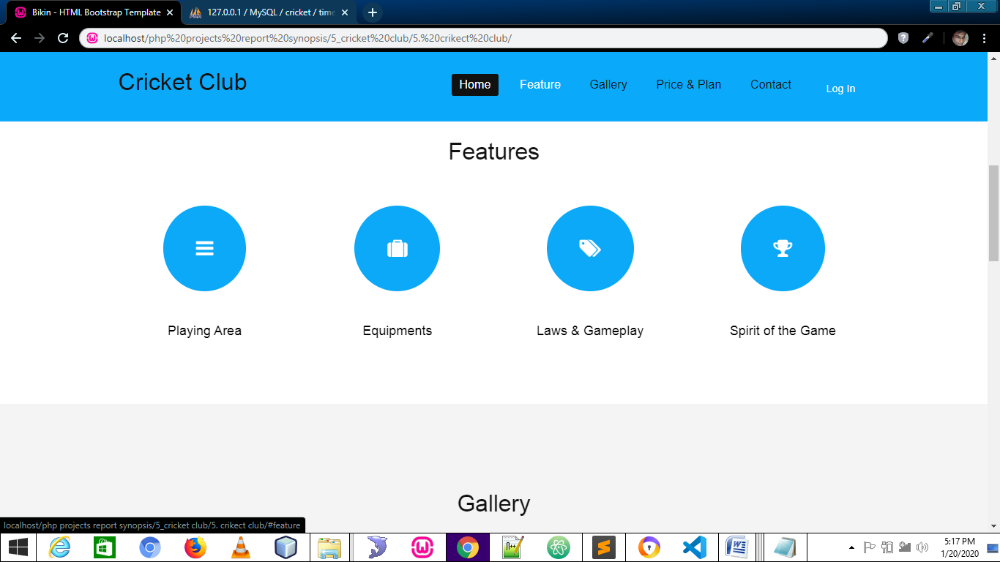 Bikin - HTML Bootstrap Template
127.0.0.1 / MySQL / cricket / time
localhost/php%20projects%20report%20synopsis/5_cricket%20club/5.%20crikect%20club/
Cricket Club
Home
Feature
Gallery
Price & Plan
Contact
Log In
Features
Playing Area
Equipments
Laws & Gameplay
Spirit of the Game
Gallery
localhost/php projects report synopsis/5_cricket club/5. crikect club/#feature
5:17 PM
1/20/2020